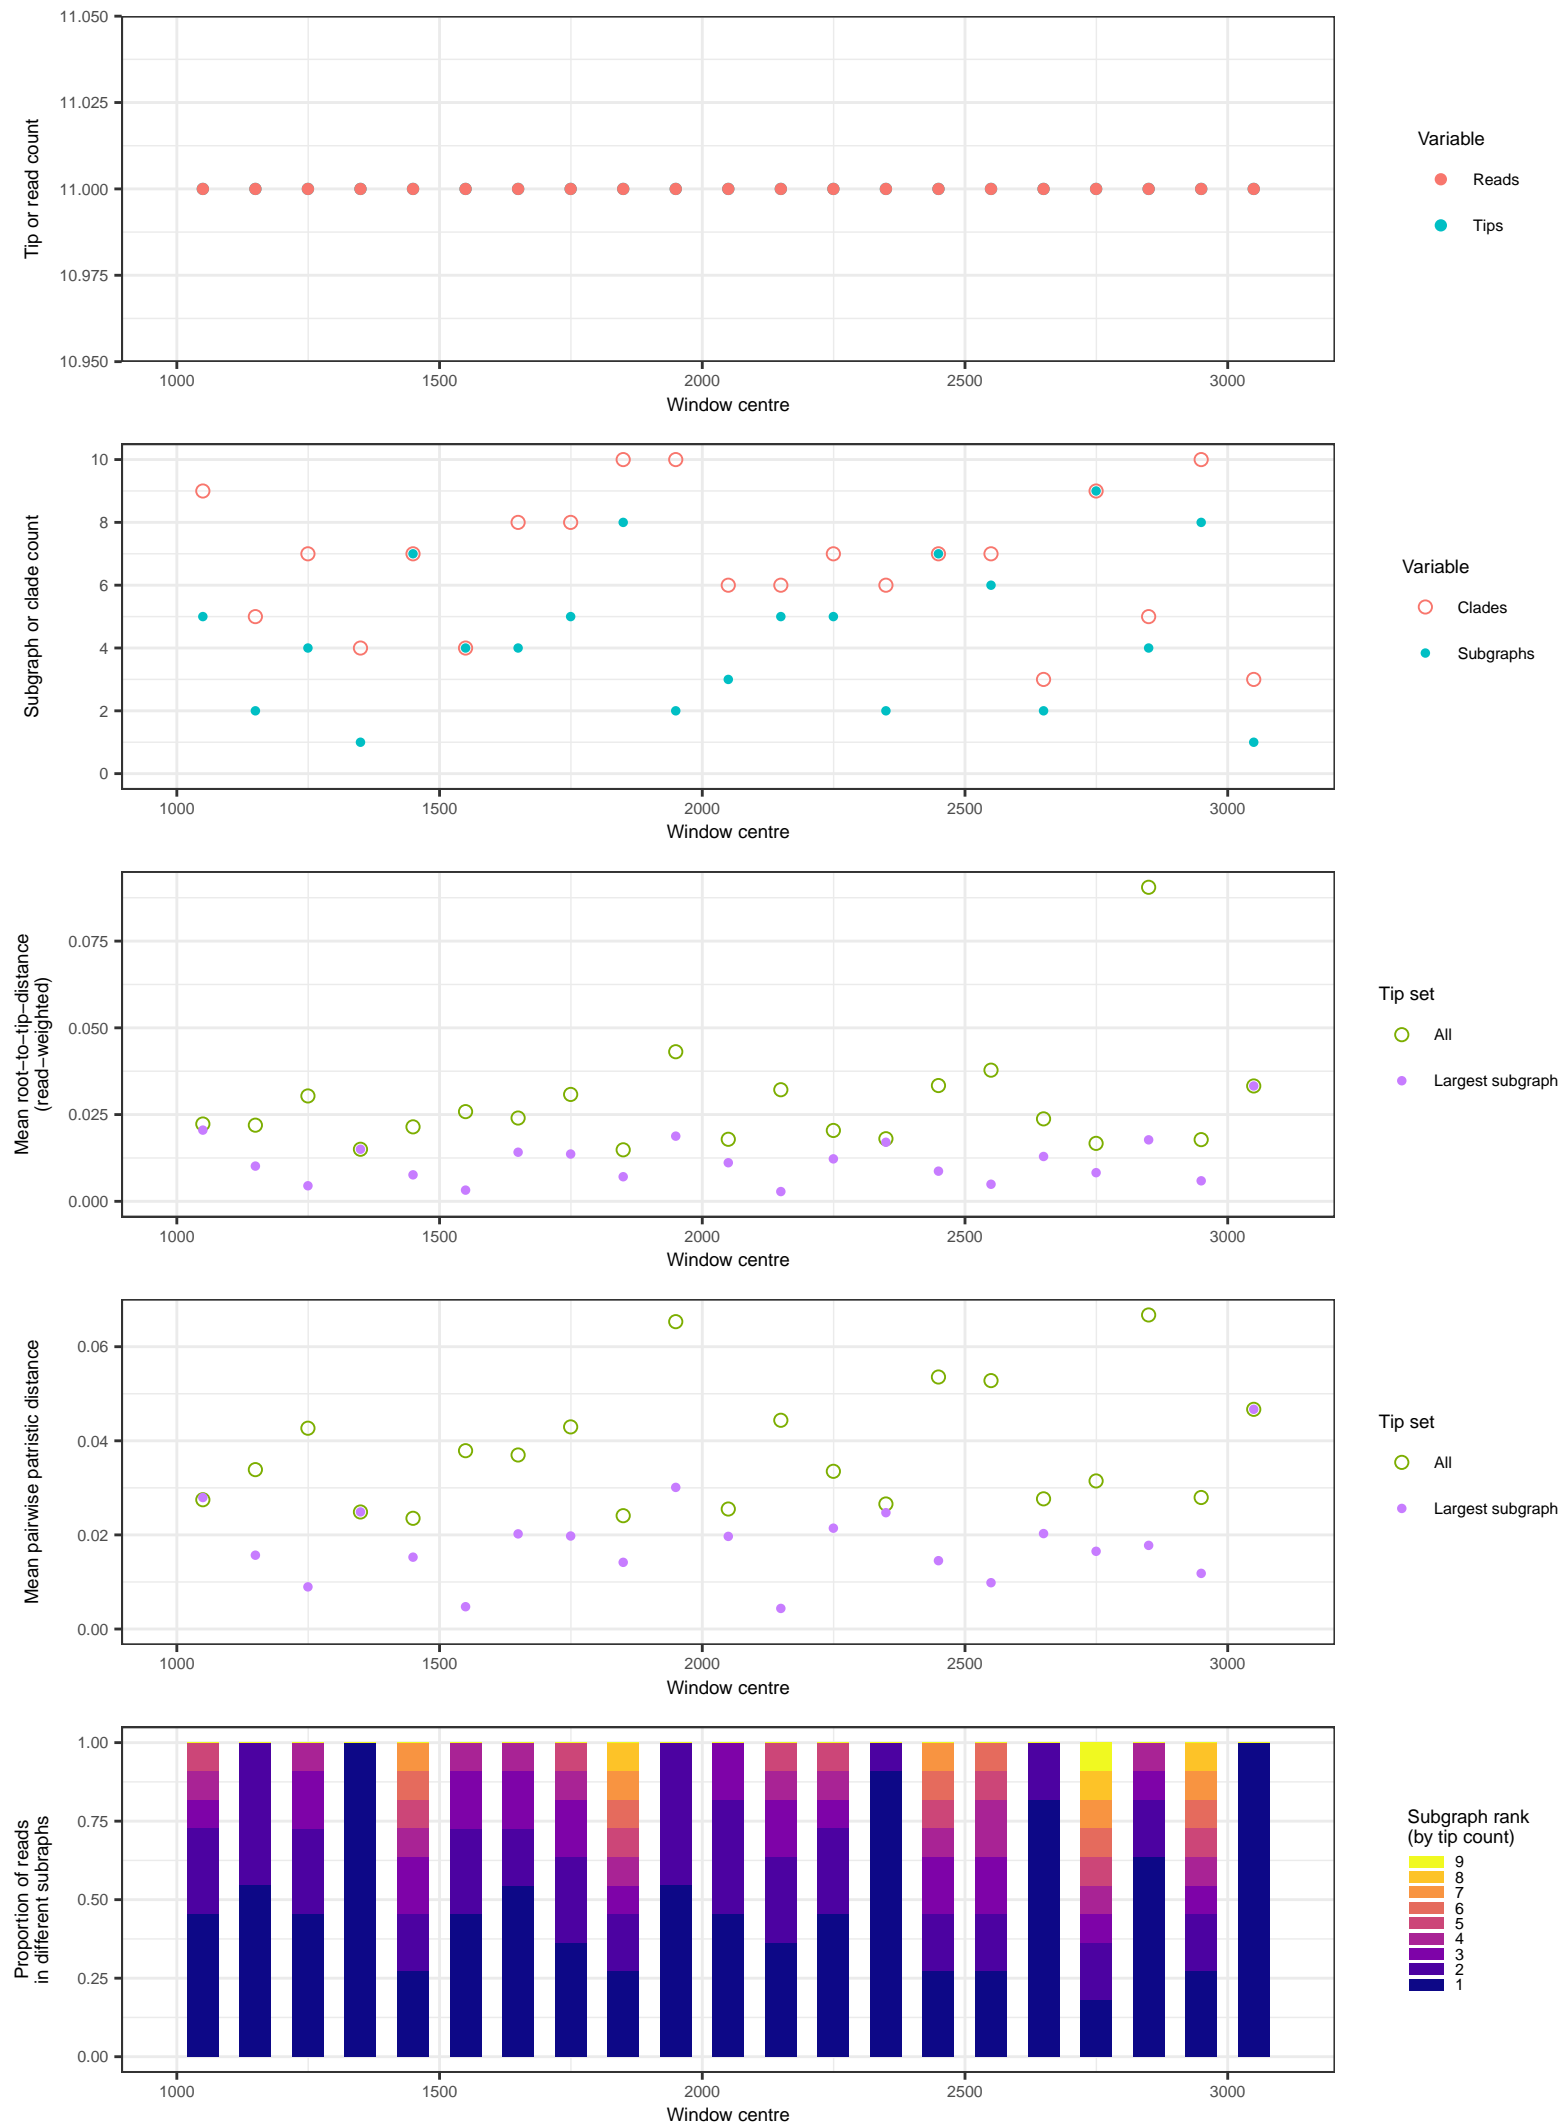 11.050
11.025
11.000
10.975
10.950
Tip or read count
1000 1500 2000 2500 3000
Window centre
Variable
Reads
Tips
10
8
6
4
2
0
Subgraph or clade count
1000 1500 2000 2500 3000
Window centre
Variable
Clades
Subgraphs
0.075
0.050
0.025
0.000
Mean root−to−tip−distance
(read−weighted)
1000 1500 2000 2500 3000
Window centre
Tip set
All
Largest subgraph
0.06
0.04
0.02
0.00
Mean pairwise patristic distance
1000 1500 2000 2500 3000
Window centre
Tip set
All
Largest subgraph
1.00
0.75
0.50
0.25
0.00
Proportion of reads
in different subraphs
1000 1500 2000 2500 3000
Window centre
Subgraph rank
(by tip count)
9
8
7
6
5
4
3
2
1